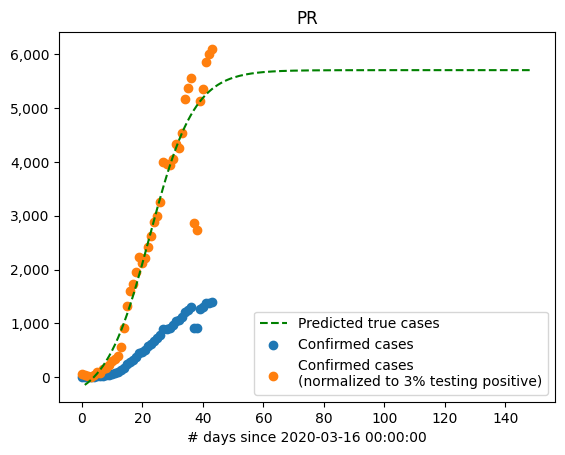 PR
6,000
5,000
4,000
3,000
2,000
1,000
0
0 20 40 60 80 100 120 140
# days since 2020-03-16 00:00:00
Predicted true cases
Confirmed cases
Confirmed cases
(normalized to 3% testing positive)